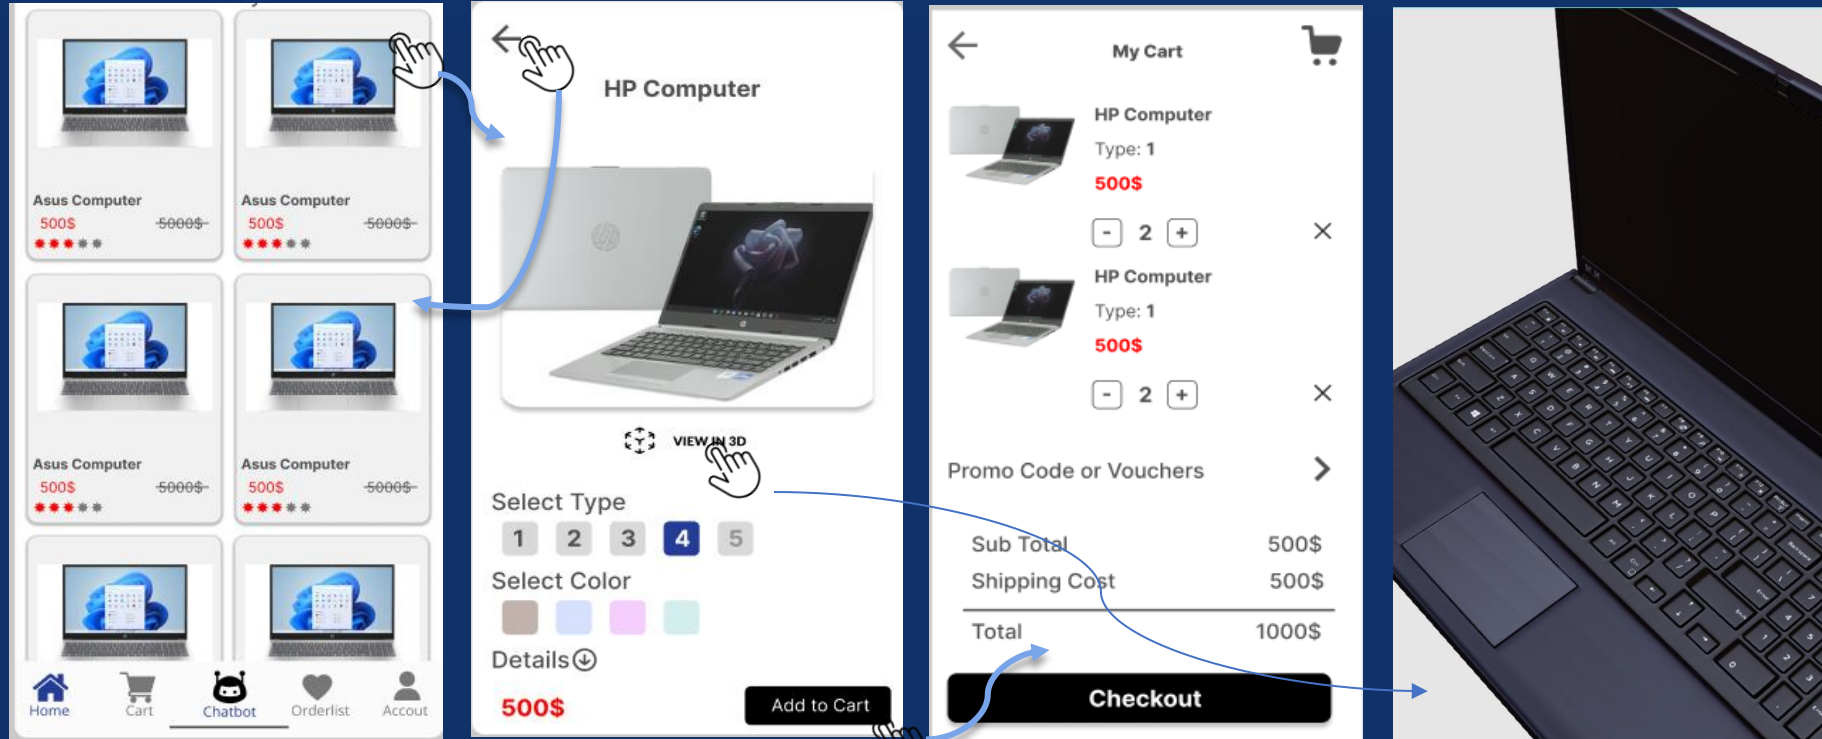 Asus Computer
500$ 5000$
Asus Computer
500$ 5000$
Asus Computer
500$ 5000$
Asus Computer
500$ 5000$
Home
Cart
Chatbot
Orderlist
Accout
HP Computer
VIEW IN 3D
Select Type
1 2 3 4 5
Select Color
Details
500$
Add to Cart
My Cart
HP Computer
Type: 1
500$
- 2 +
HP Computer
Type: 1
500$
- 2 +
Promo Code or Vouchers
Sub Total 500$
Shipping Cost 500$
Total 1000$
Checkout